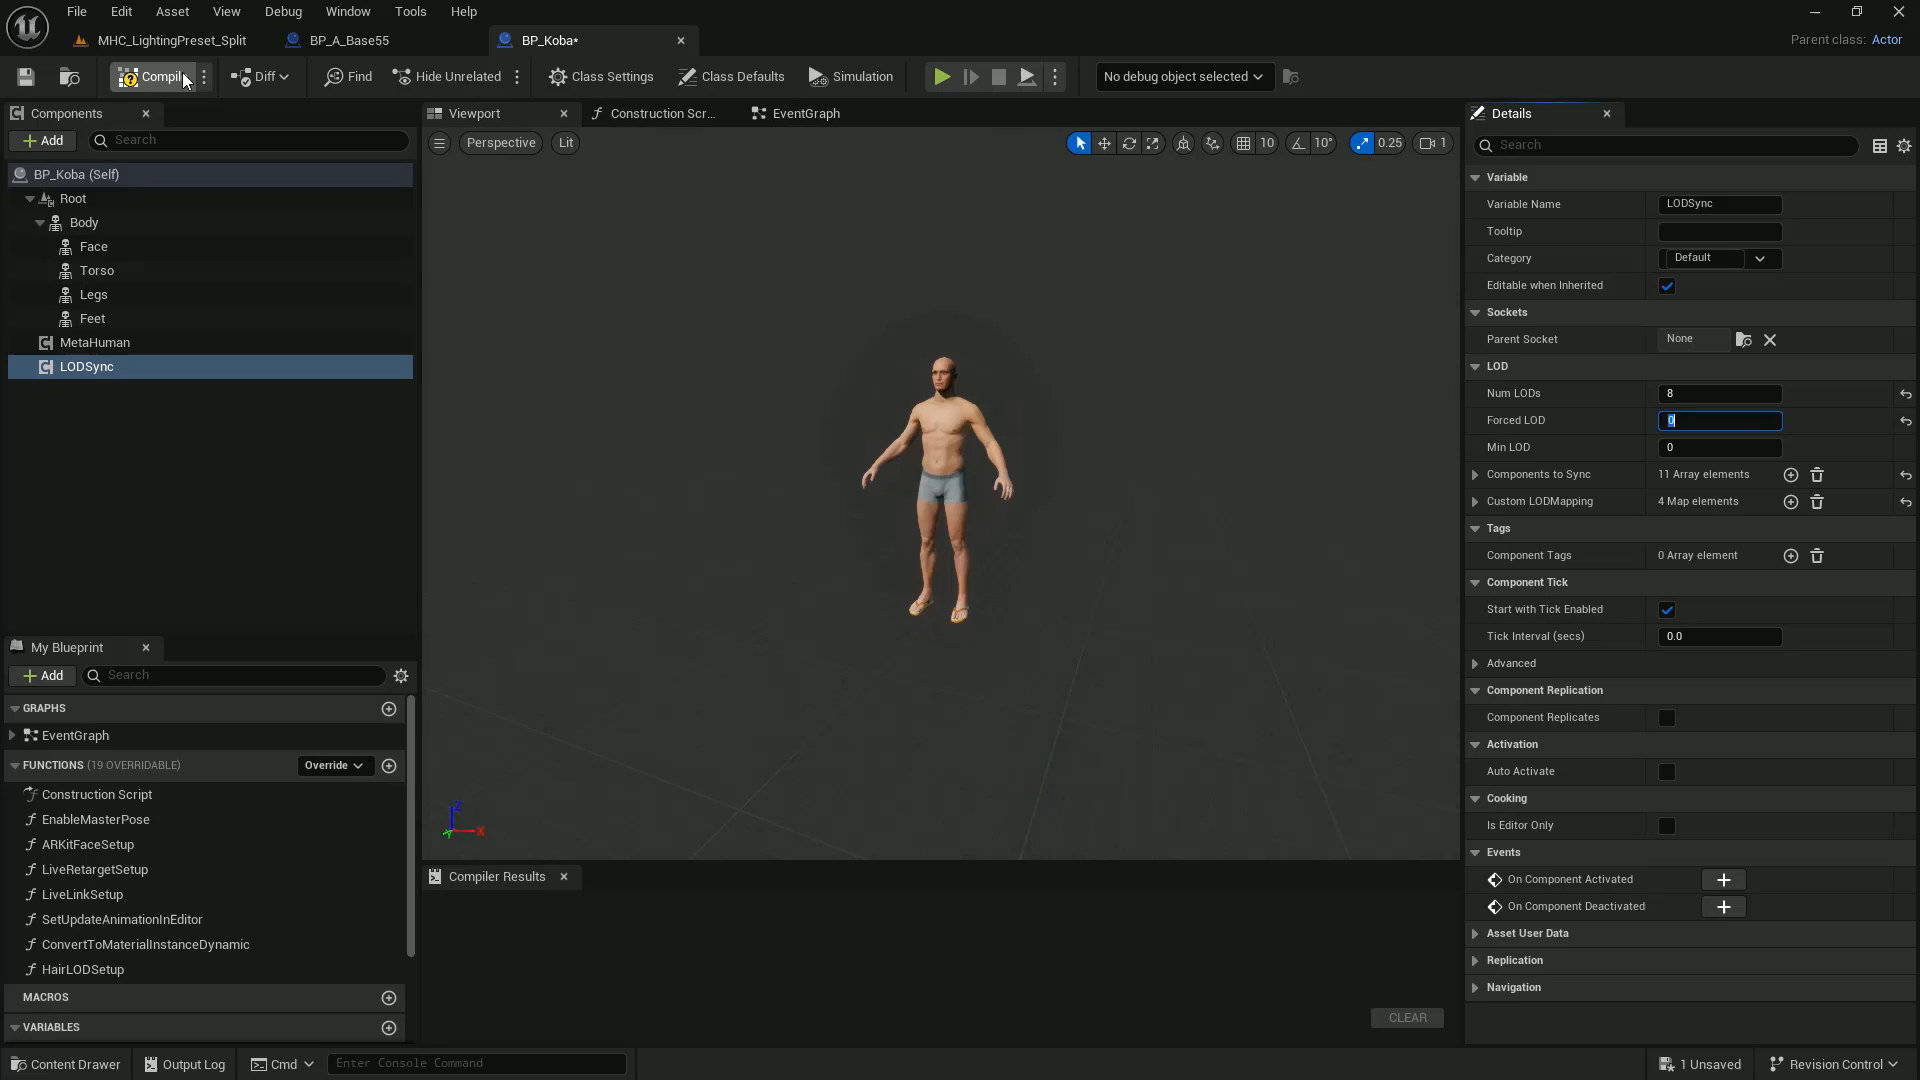 File Edit Asset View Debug Window Tools Help
MHC_LightingPreset_Split BP_A_Base55 BP_Koba*
Parent class: Actor
Compil Diff Find Hide Unrelated Class Settings Class Defaults Simulation No debug object selected
Components
Add Search
BP_Koba (Self)
Root
Body
Face
Torso
Legs
Feet
MetaHuman
LODSync
My Blueprint
Add Search
GRAPHS
EventGraph
FUNCTIONS (19 OVERRIDABLE) Override
Construction Script
EnableMasterPose
ARKitFaceSetup
LiveRetargetSetup
LiveLinkSetup
SetUpdateAnimationInEditor
ConvertToMaterialInstanceDynamic
HairLODSetup
MACROS
VARIABLES
Viewport Construction Scr... EventGraph
Perspective Lit 10 10° 0.25 1
Z
X
Y
Compiler Results
CLEAR
Details
Search
Variable
Variable Name LODSync
Tooltip
Category Default
Editable when Inherited
Sockets
Parent Socket None
LOD
Num LODs 8
Forced LOD 0
Min LOD 0
Components to Sync 11 Array elements
Custom LODMapping 4 Map elements
Tags
Component Tags 0 Array element
Component Tick
Start with Tick Enabled
Tick Interval (secs) 0.0
Advanced
Component Replication
Component Replicates
Activation
Auto Activate
Cooking
Is Editor Only
Events
On Component Activated
On Component Deactivated
Asset User Data
Replication
Navigation
Content Drawer Output Log Cmd Enter Console Command 1 Unsaved Revision Control